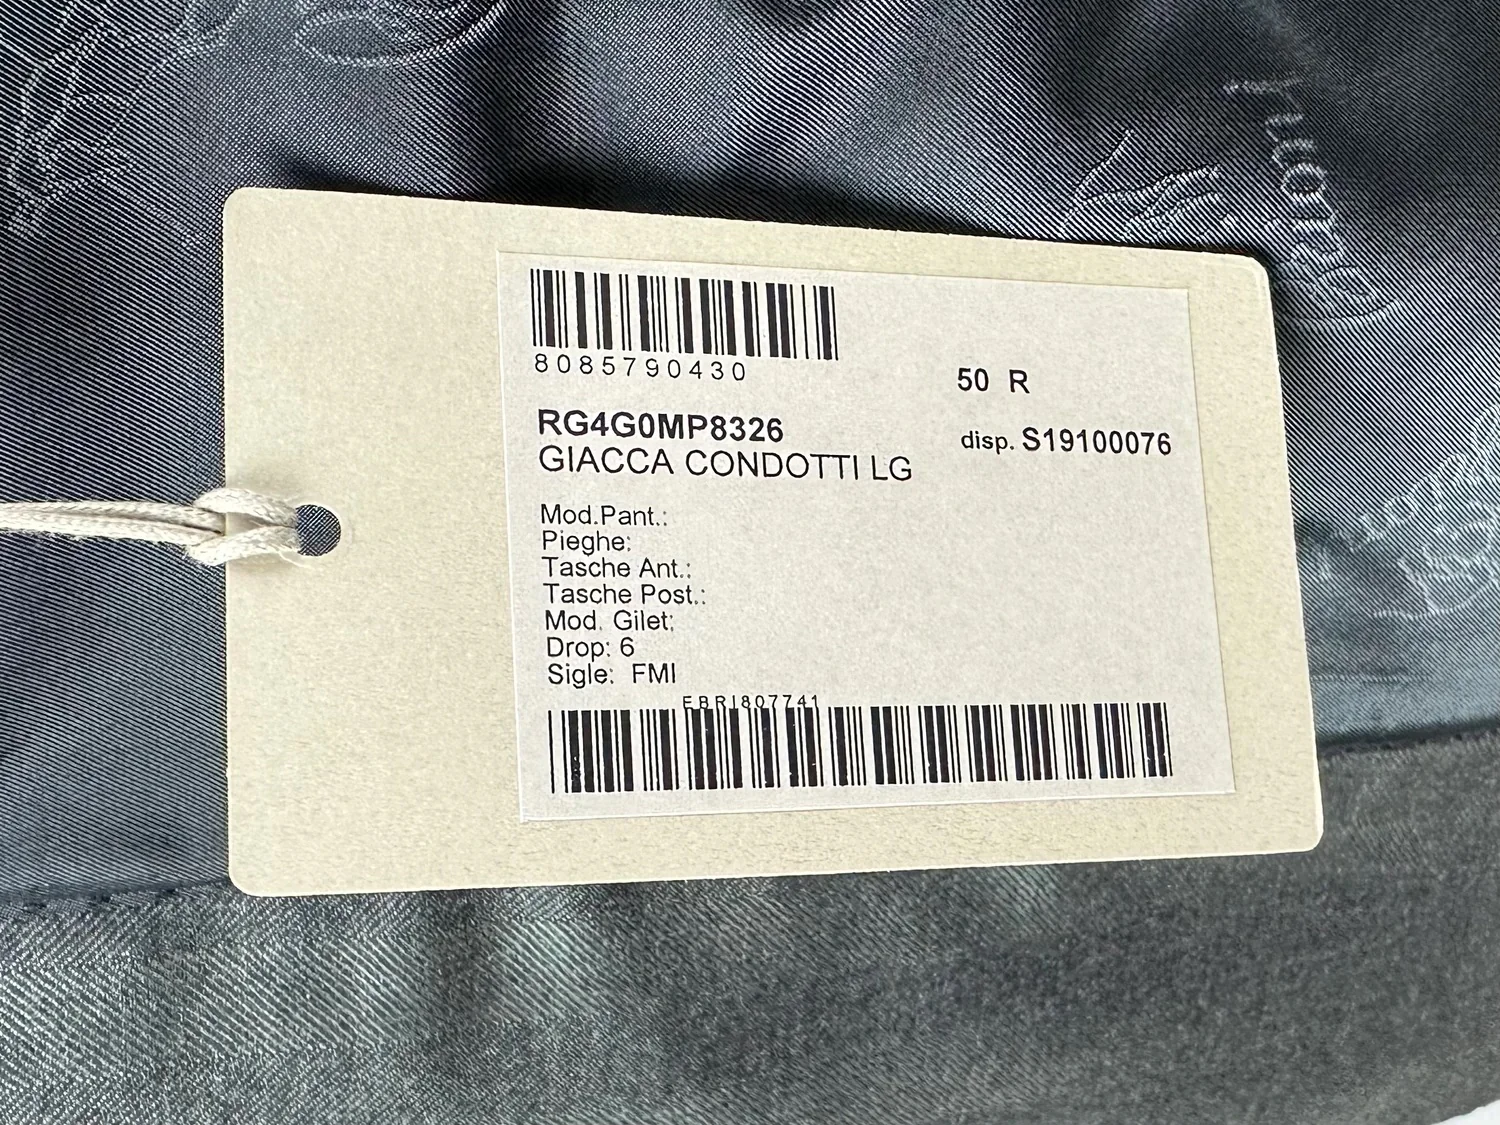 8085790430
50 R
RG4G0MP8326
disp. S19100076
GIACCA CONDOTTI LG
Mod.Pant.:
Pieghe:
Tasche Ant.:
Tasche Post.:
Mod. Gilet:
Drop: 6
Sigle: FMI
EBRI807741